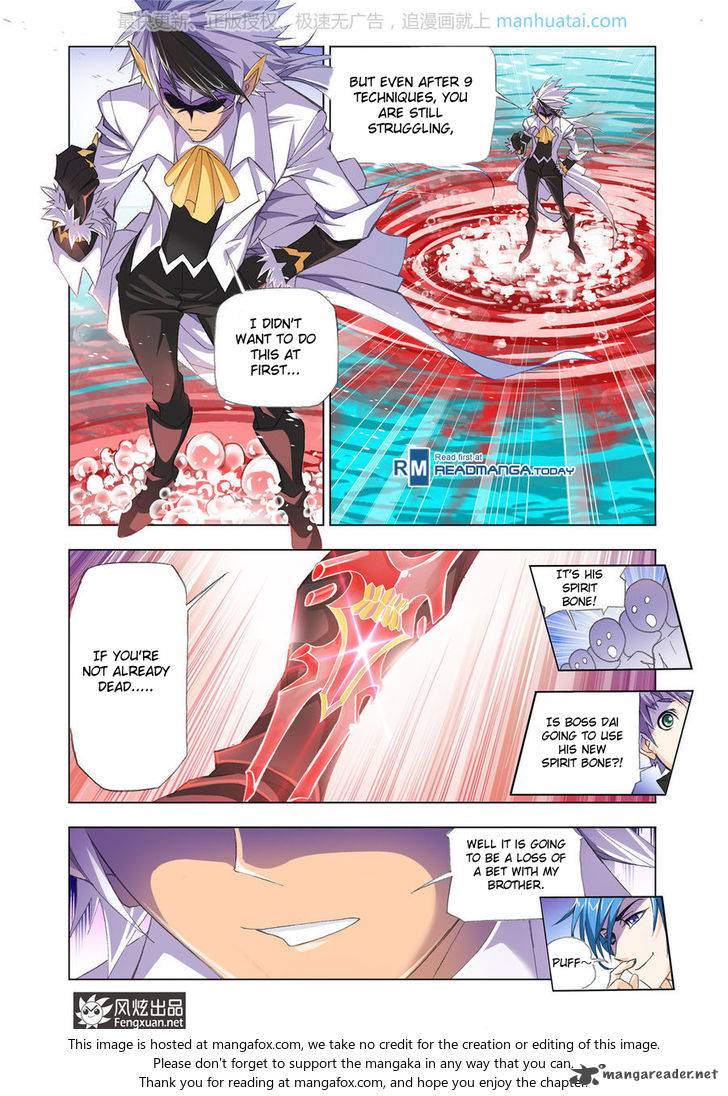 最快更新、正版授权，极速无广告，追漫画就上 manhuatai.com
BUT EVEN AFTER 9
TECHNIQUES, YOU
ARE STILL
STRUGGLING,
I DIDN'T
WANT TO DO
THIS AT
FIRST...
Read first at
RM
READMANGA.TODAY
IT'S HIS
SPIRIT
BONE!
IF YOU'RE
NOT ALREADY
DEAD.....
IS BOSS DAI
GOING TO USE
HIS NEW
SPIRIT BONE?!
WELL IT IS GOING
TO BE A LOSS OF
A BET WITH MY
BROTHER.
PUFF~
风炫出品
Fengxuan.net
This image is hosted at mangafox.com, we take no credit for the creation or editing of this image.
Please don't forget to support the mangaka in any way that you can.
Thank you for reading at mangafox.com, and hope you enjoy the chapter
mangareader.net